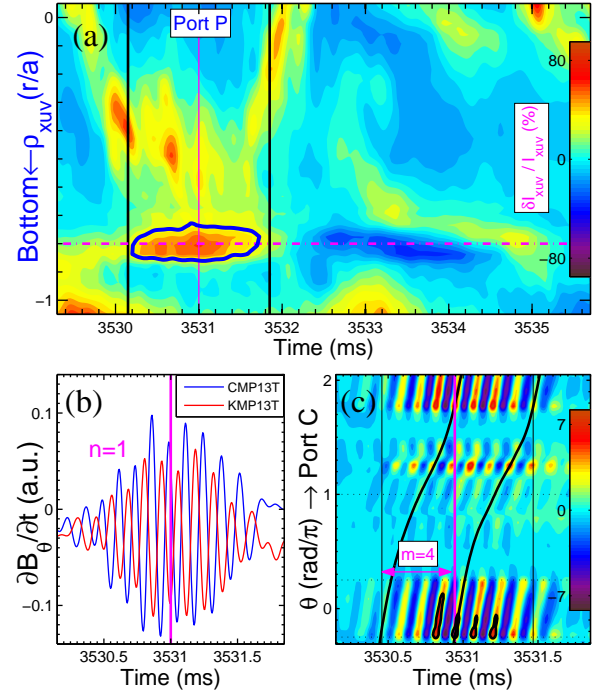 (a)
Port P
Bottom←ρxuv(r/a)
0
−1
80
0
−80
δIxuv / Ixuv (%)
3530 3531 3532 3533 3534 3535
Time (ms)
(b)
CMP13T
KMP13T
n=1
∂Bθ/∂t (a.u.)
0.1
0
−0.1
3530.5 3531 3531.5
Time (ms)
(c)
θ (rad/π) → Port C
2
1
0
m=4
7
0
−7
3530.5 3531 3531.5
Time (ms)